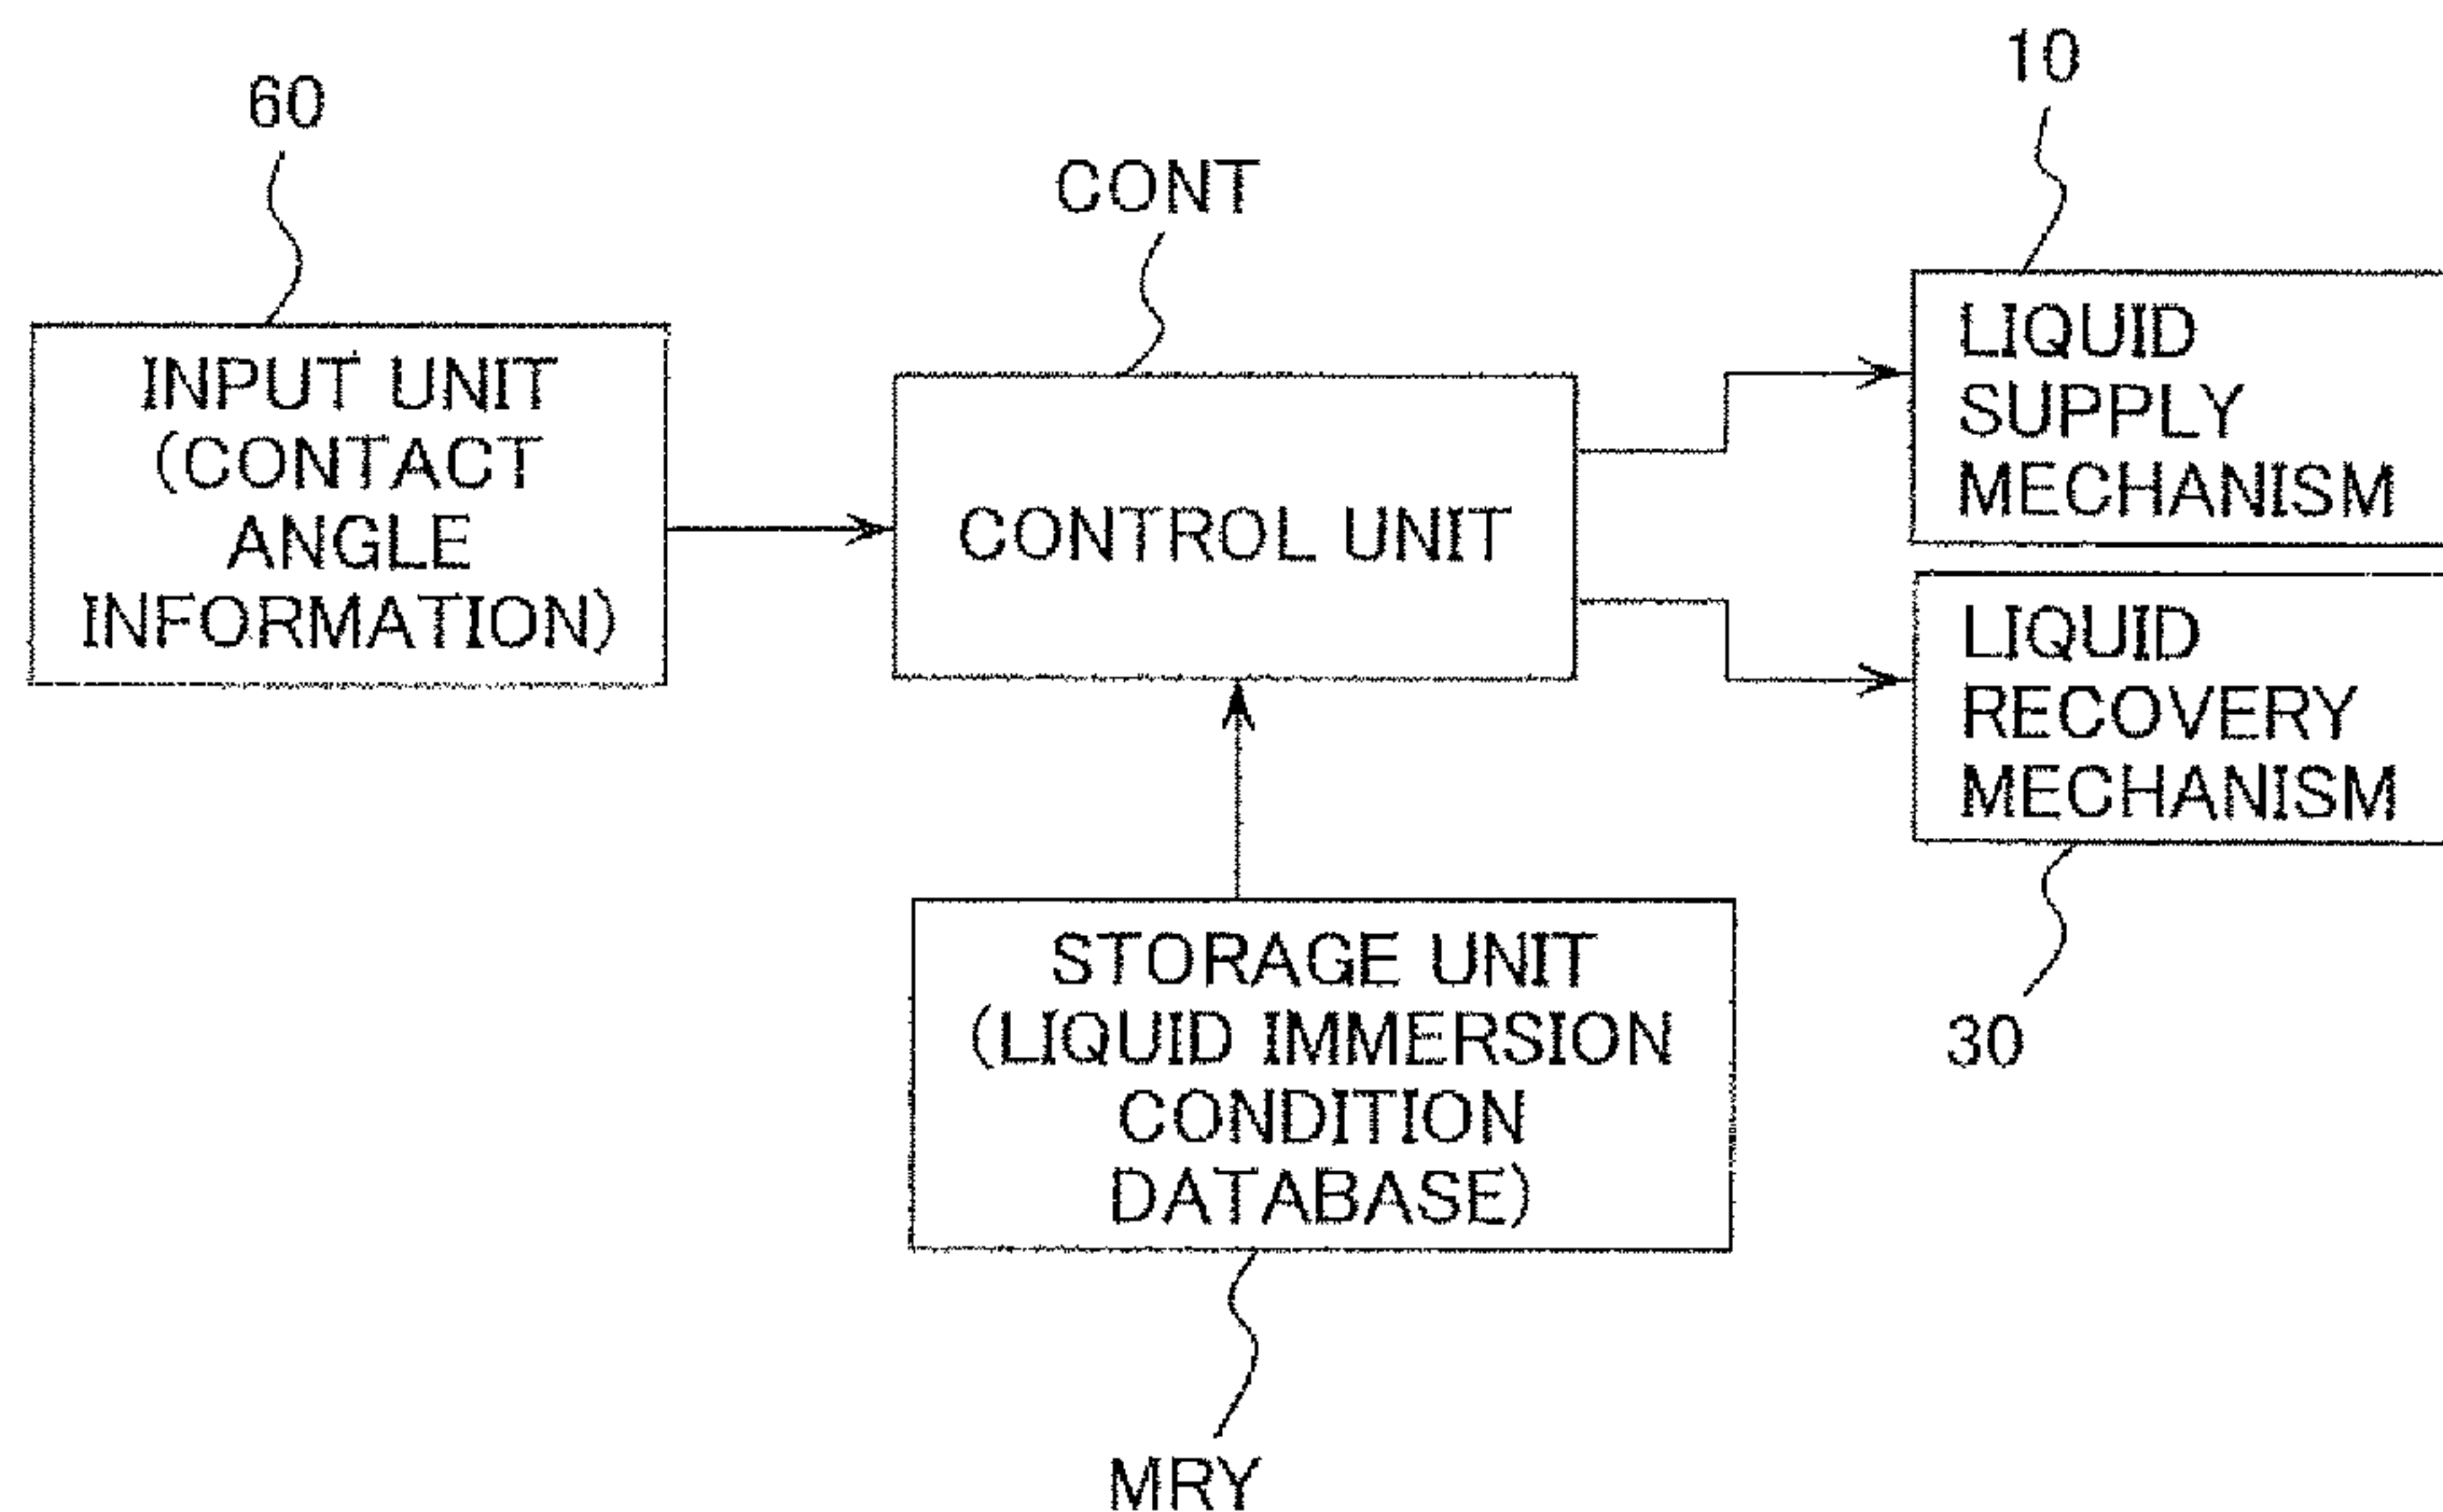 60
INPUT UNIT
(CONTACT
ANGLE
INFORMATION)
CONT
CONTROL UNIT
10
LIQUID
SUPPLY
MECHANISM
LIQUID
RECOVERY
MECHANISM
30
STORAGE UNIT
(LIQUID IMMERSION
CONDITION
DATABASE)
MRY